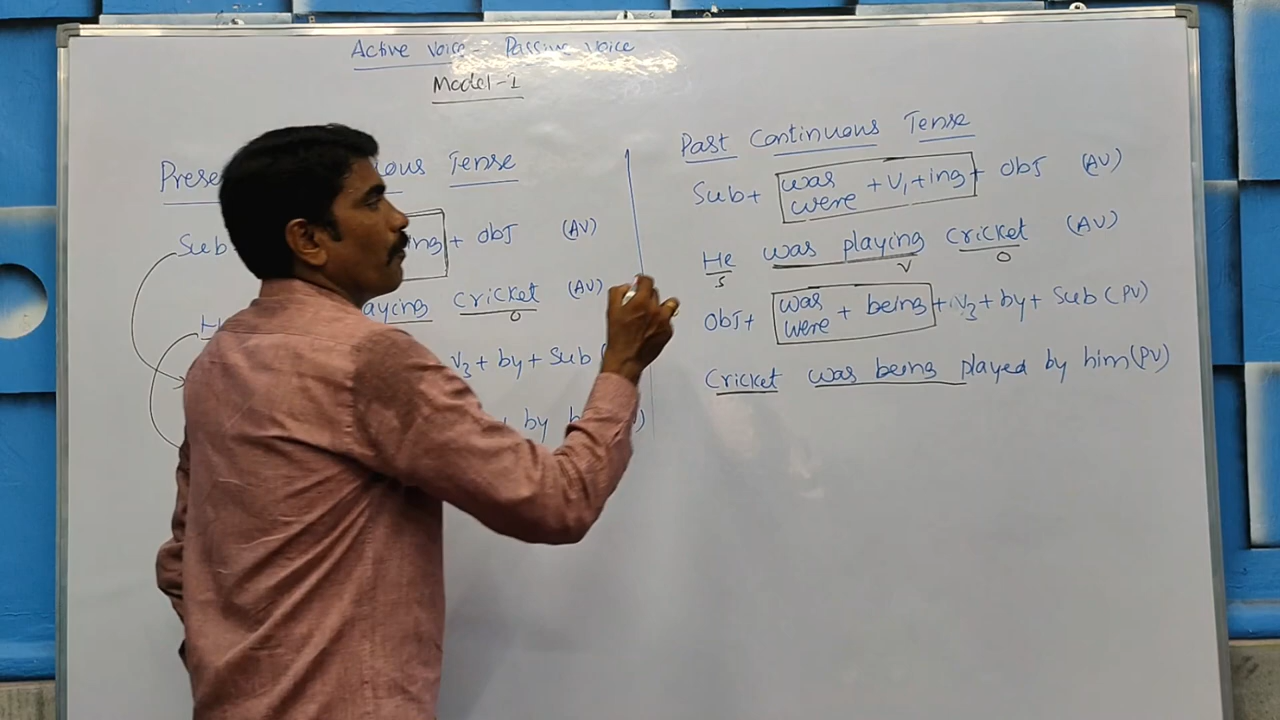 Active Voice - Passive Voice
Model-1
Tense
Sub
ing + obJ (AV)
Cricket (AV)
O
V3 + by + Sub
by
Past Continuous Tense
Sub + was were + V1 + ing + obJ (AV)
He was playing cricket (AV)
S V O
ObJ + was were + being + V3 + by + Sub (PV)
Cricket was being played by him (PV)